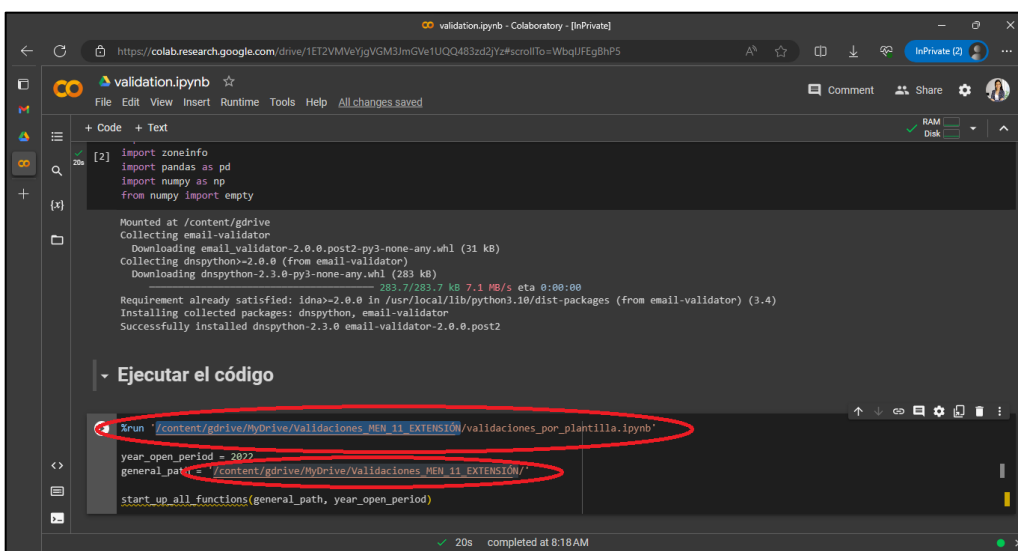 validation.ipynb - Colaboratory - [InPrivate]
https://colab.research.google.com/drive/1ET2VMVeYjgVGM3JmGVe1UQQ483zd2jYz#scrollTo=WbqlJFEgBhP5
InPrivate (2)
validation.ipynb
File Edit View Insert Runtime Tools Help All changes saved
Comment Share
+ Code + Text
RAM
Disk
20s
[2] import zoneinfo
import pandas as pd
import numpy as np
from numpy import empty
{x}
Mounted at /content/gdrive
Collecting email-validator
Downloading email_validator-2.0.0.post2-py3-none-any.whl (31 kB)
Collecting dnspython>=2.0.0 (from email-validator)
Downloading dnspython-2.3.0-py3-none-any.whl (283 kB)
283.7/283.7 kB 7.1 MB/s eta 0:00:00
Requirement already satisfied: idna>=2.0.0 in /usr/local/lib/python3.10/dist-packages (from email-validator) (3.4)
Installing collected packages: dnspython, email-validator
Successfully installed dnspython-2.3.0 email-validator-2.0.0.post2
Ejecutar el código
%run '/content/gdrive/MyDrive/Validaciones_MEN_11_EXTENSIÓN/validaciones_por_plantilla.ipynb'
year_open_period = 2022
general_path = '/content/gdrive/MyDrive/Validaciones_MEN_11_EXTENSIÓN/'
start_up_all_functions(general_path, year_open_period)
20s completed at 8:18 AM